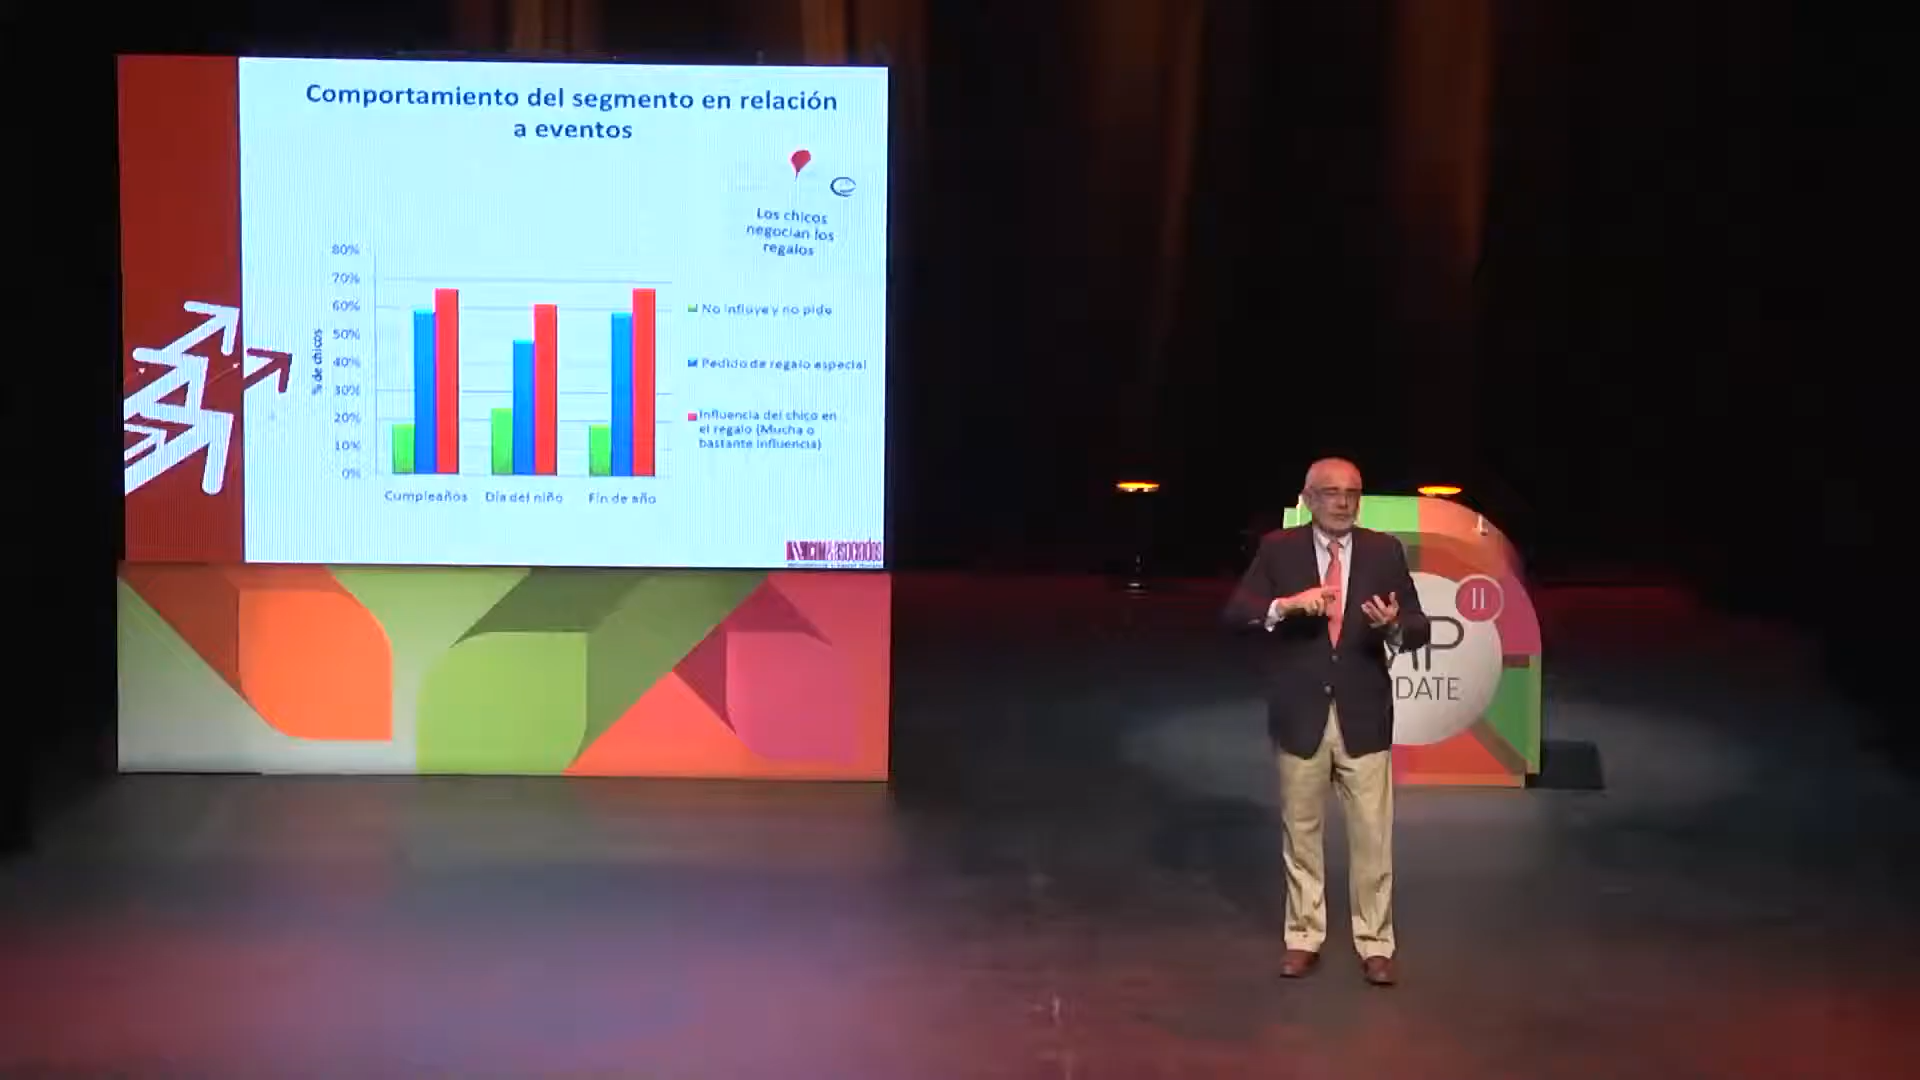 Comportamiento del segmento en relación
a eventos
Los chicos
negocian los
regalos
80%
70%
60%
50%
40%
30%
20%
10%
0%
% de chicos
Cumpleaños
Día del niño
Fin de año
No influye y no pide
Pedido de regalo especial
Influencia del chico en
el regalo (Mucha o
bastante influencia)
asociados
II
DATE